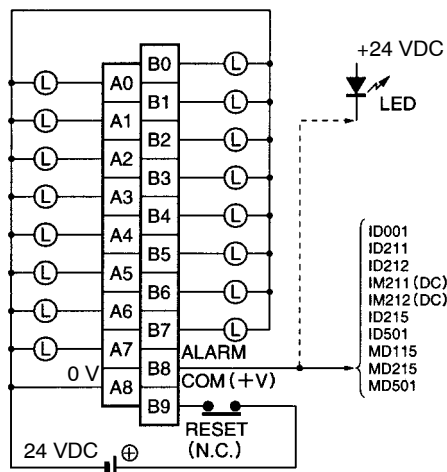 +24 VDC
LED
B0
L
L
A0
B1
L
L
A1
B2
L
L
A2
B3
L
L
A3
B4
L
L
A4
B5
L
L
A5
B6
L
L
A6
B7
L
L
A7
ALARM
B8
0 V
A8
COM (+V)
B9
RESET
(N.C.)
24 VDC
⊕
ID001
ID211
ID212
IM211 (DC)
IM212 (DC)
ID215
ID501
MD115
MD215
MD501